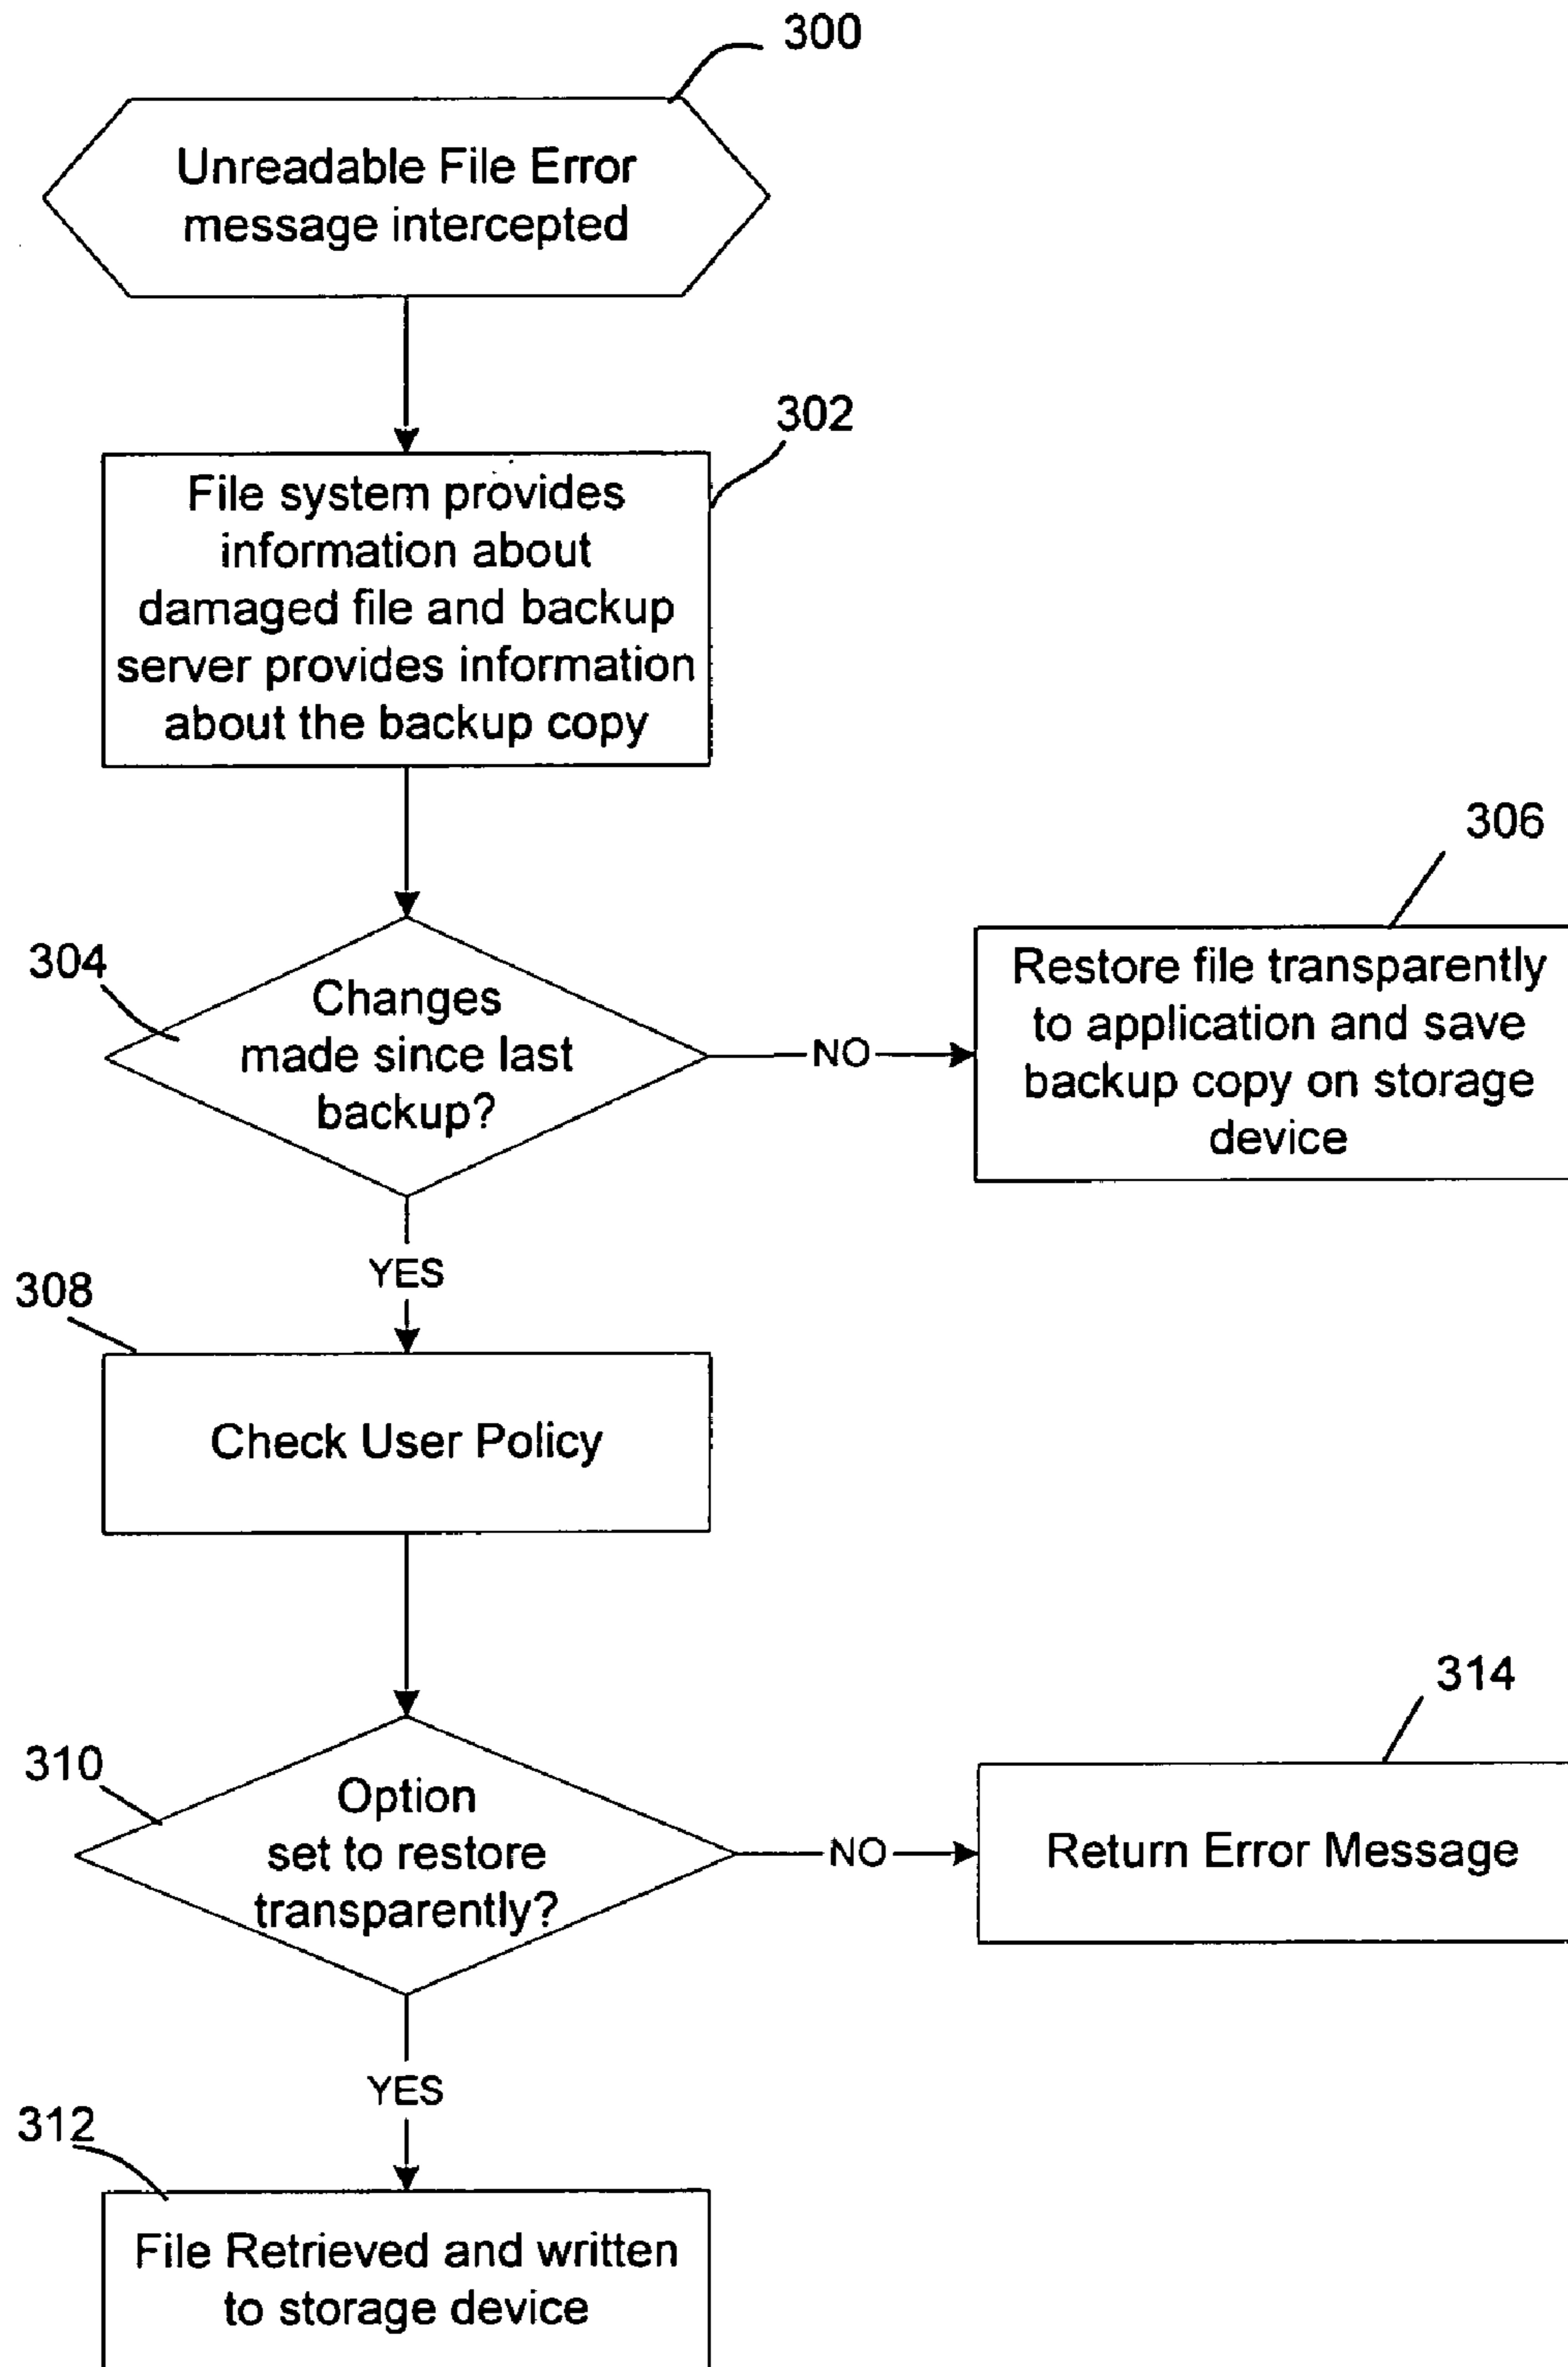 300
Unreadable File Error
message intercepted
302
File system provides
information about
damaged file and backup
server provides information
about the backup copy
304
Changes
made since last
backup?
NO
306
Restore file transparently
to application and save
backup copy on storage
device
YES
308
Check User Policy
310
Option
set to restore
transparently?
NO
314
Return Error Message
YES
312
File Retrieved and written
to storage device